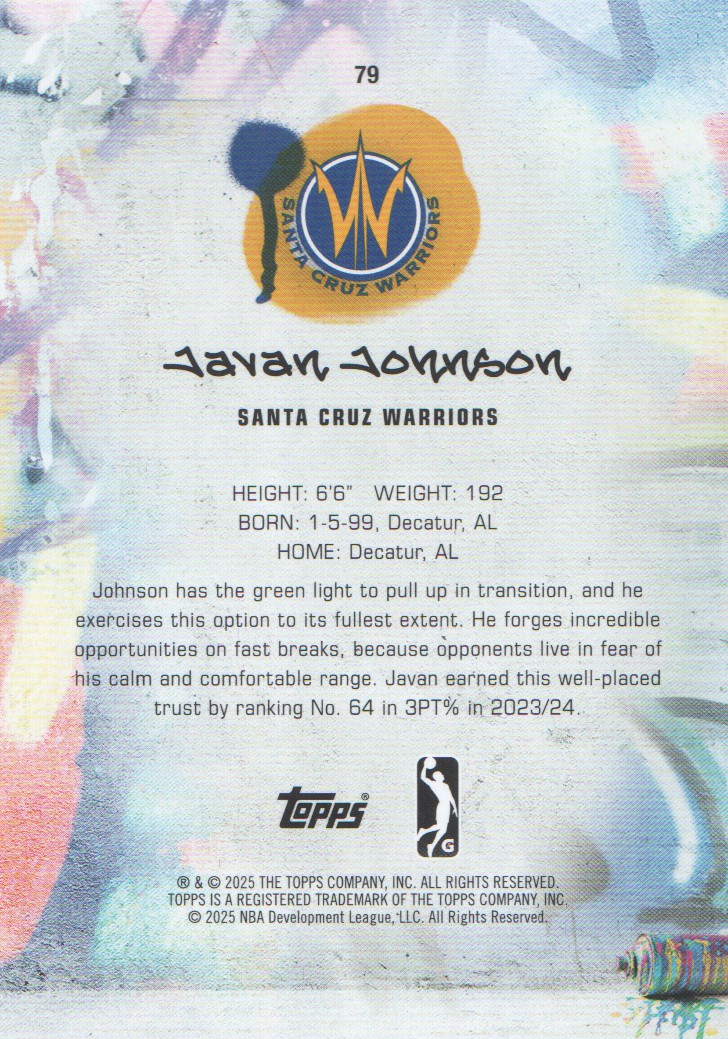 79
SANTA CRUZ WARRIORS
Javan Johnson
SANTA CRUZ WARRIORS
HEIGHT: 6'6" WEIGHT: 192
BORN: 1-5-99, Decatur, AL
HOME: Decatur, AL
Johnson has the green light to pull up in transition, and he
exercises this option to its fullest extent. He forges incredible
opportunities on fast breaks, because opponents live in fear of
his calm and comfortable range. Javan earned this well-placed
trust by ranking No. 64 in 3PT% in 2023/24.
Topps®
G
® & © 2025 THE TOPPS COMPANY, INC. ALL RIGHTS RESERVED.
TOPPS IS A REGISTERED TRADEMARK OF THE TOPPS COMPANY, INC.
© 2025 NBA Development League, LLC. All Rights Reserved.